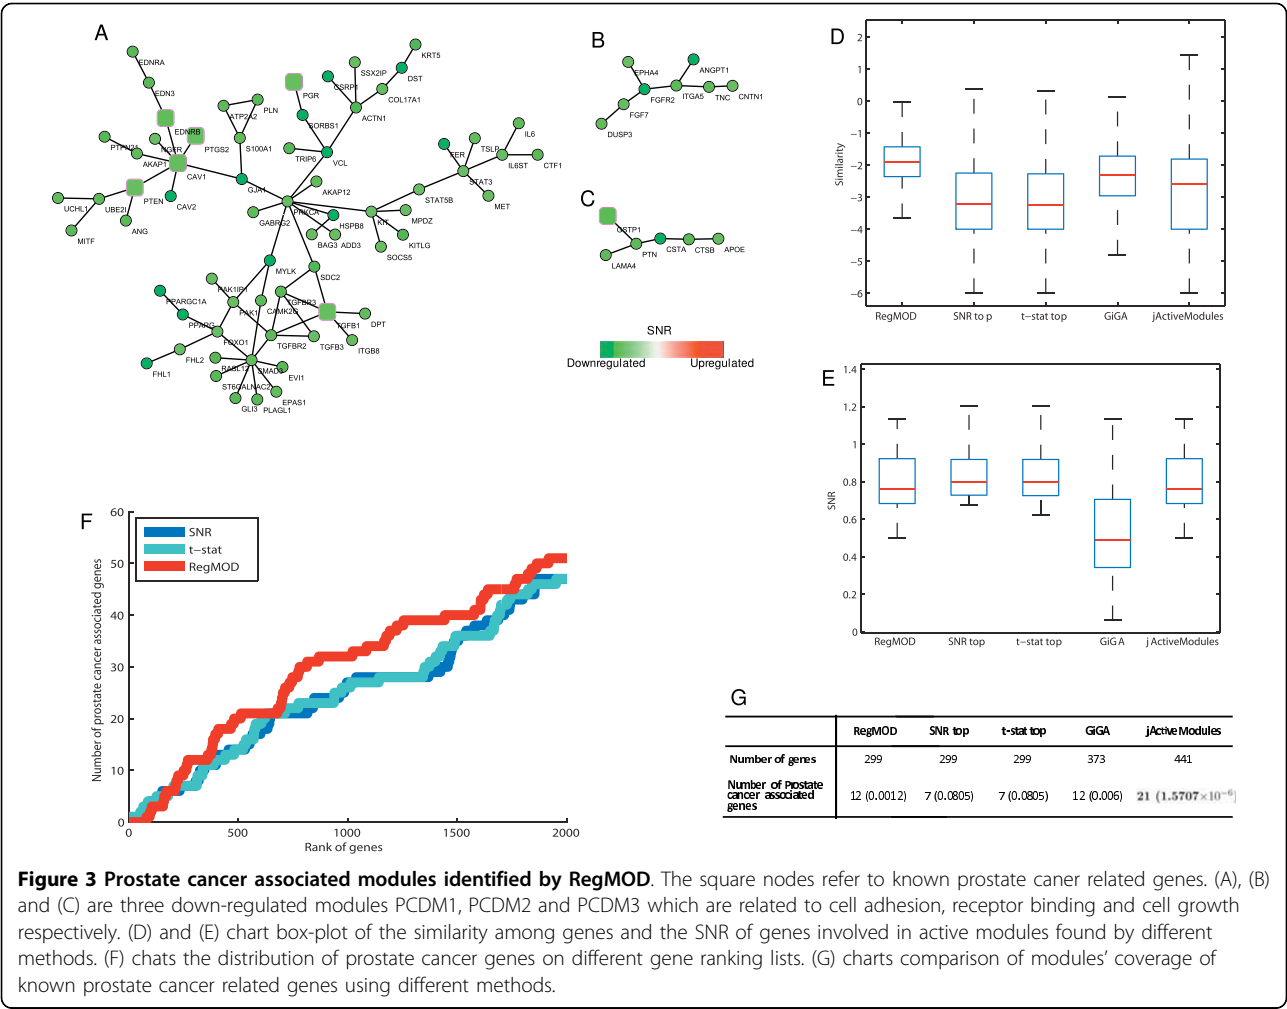 A
EDNRA
EDN3
EDNRB
PTGS2
PTPN21
NGFR
AKAP1
CAV1
PTEN
CAV2
UCHL1
UBE2I
ANG
MITF
ATP2A2
PLN
S100A1
GJA1
PGR
SORBS1
CSRP1
SSX2IP
KRT5
DST
COL17A1
ACTN1
TRIP6
VCL
AKAP12
PRKCA
GABRG2
HSPB8
BAG3
ADD3
KIT
MPDZ
KITLG
SOCS5
STAT5B
STAT3
FER
TSLP
IL6
IL6ST
CTF1
MET
MYLK
SDC2
PAK1IP1
PAK1
TGFBR3
CAMK2G
PPARGC1A
PPARG
FOXO1
FHL2
FHL1
TGFB1
DPT
ITGB8
TGFB3
TGFBR2
RASL12
SMAD3
EVI1
ST6GALNAC2
EPAS1
GLI3
PLAGL1
B
EPHA4
ANGPT1
FGFR2
ITGA5
TNC
CNTN1
FGF7
DUSP3
C
GSTP1
PTN
CSTA
CTSB
APOE
LAMA4
SNR
Downregulated Upregulated
D
Similarity
2
1
0
−1
−2
−3
−4
−5
−6
RegMOD SNR to p t−stat top GiGA jActiveModules
E
SNR
1.4
1.2
1
0.8
0.6
0.4
0.2
0
RegMOD SNR top t−stat top GiG A jActiveModules
F
Number of prostate cancer associated genes
60
50
40
30
20
10
0
SNR
t−stat
RegMOD
0 500 1000 1500 2000
Rank of genes
G
RegMOD SNR top t-stat top GiGA jActive Modules
Number of genes 299 299 299 373 441
Number of Prostate
cancer associated
genes
12 (0.0012) 7 (0.0805) 7 (0.0805) 12 (0.006) 21 (1.5707×10⁻⁶)
Figure 3 Prostate cancer associated modules identified by RegMOD. The square nodes refer to known prostate caner related genes. (A), (B)
and (C) are three down-regulated modules PCDM1, PCDM2 and PCDM3 which are related to cell adhesion, receptor binding and cell growth
respectively. (D) and (E) chart box-plot of the similarity among genes and the SNR of genes involved in active modules found by different
methods. (F) chats the distribution of prostate cancer genes on different gene ranking lists. (G) charts comparison of modules’ coverage of
known prostate cancer related genes using different methods.